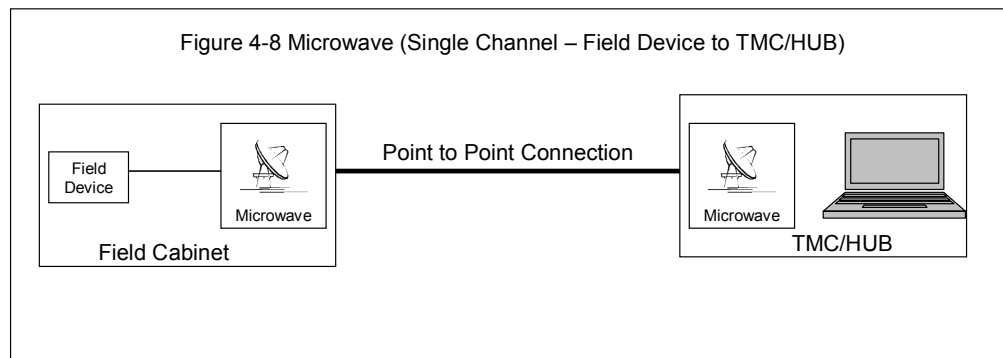 Figure 4-8 Microwave (Single Channel – Field Device to TMC/HUB)
Field
Device
Microwave
Field Cabinet
Point to Point Connection
Microwave
TMC/HUB